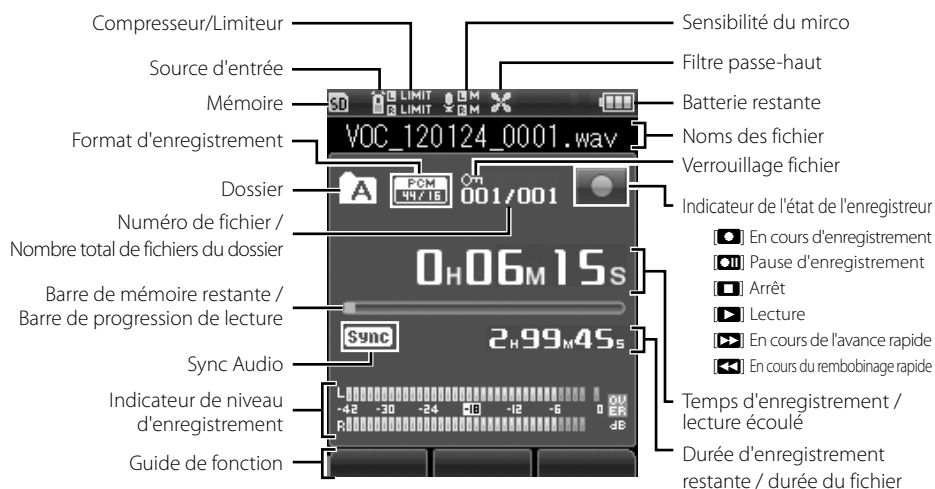 Compresseur/Limiteur
Source d'entrée
Mémoire
Format d'enregistrement
Dossier
Numéro de fichier /
Nombre total de fichiers du dossier
Barre de mémoire restante /
Barre de progression de lecture
Sync Audio
Indicateur de niveau
d'enregistrement
Guide de fonction
SD L LIMIT L M
R LIMIT R M
VOC_120124_0001.wav
A PCM 44/16 001/001
0H06M15S
Sync 2H99M45S
L
-42 -30 -24 -18 -12 -6 0 OVER
R dB
Sensibilité du mirco
Filtre passe-haut
Batterie restante
Noms des fichier
Verrouillage fichier
Indicateur de l'état de l'enregistreur
[ ] En cours d'enregistrement
[ ] Pause d'enregistrement
[ ] Arrêt
[ ] Lecture
[ ] En cours de l'avance rapide
[ ] En cours du rembobinage rapide
Temps d'enregistrement /
lecture écoulé
Durée d'enregistrement
restante / durée du fichier